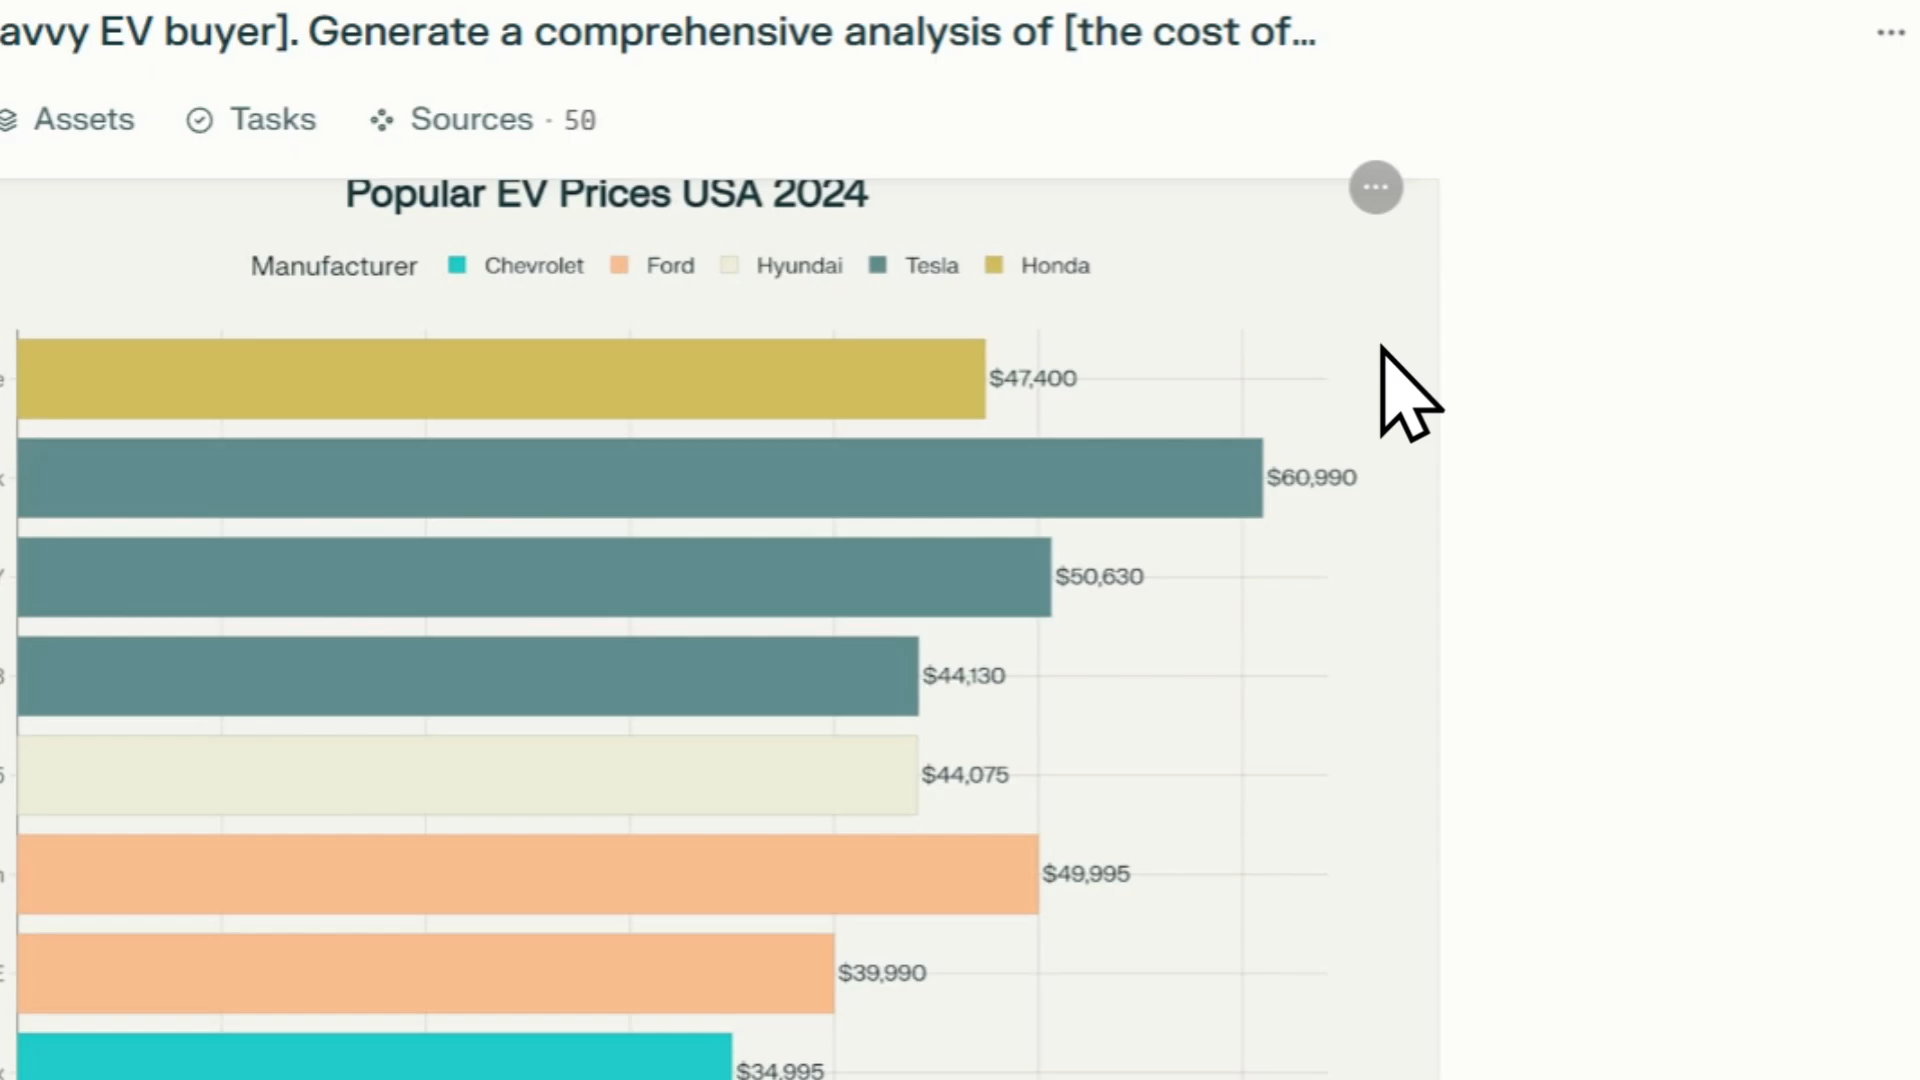 avvy EV buyer]. Generate a comprehensive analysis of [the cost of...
Assets Tasks Sources · 50
Popular EV Prices USA 2024
Manufacturer Chevrolet Ford Hyundai Tesla Honda
e $47,400
k $60,990
Y $50,630
3 $44,130
5 $44,075
n $49,995
E $39,990
x $34,995